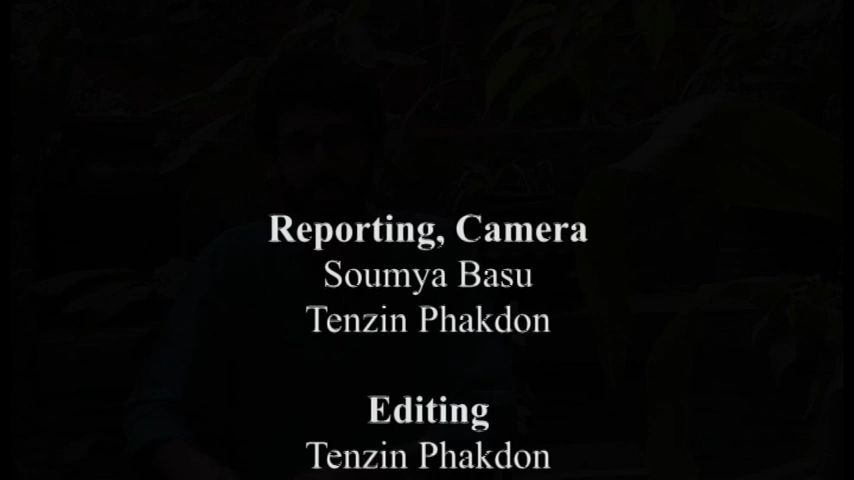 Reporting, Camera
Soumya Basu
Tenzin Phakdon
Editing
Tenzin Phakdon